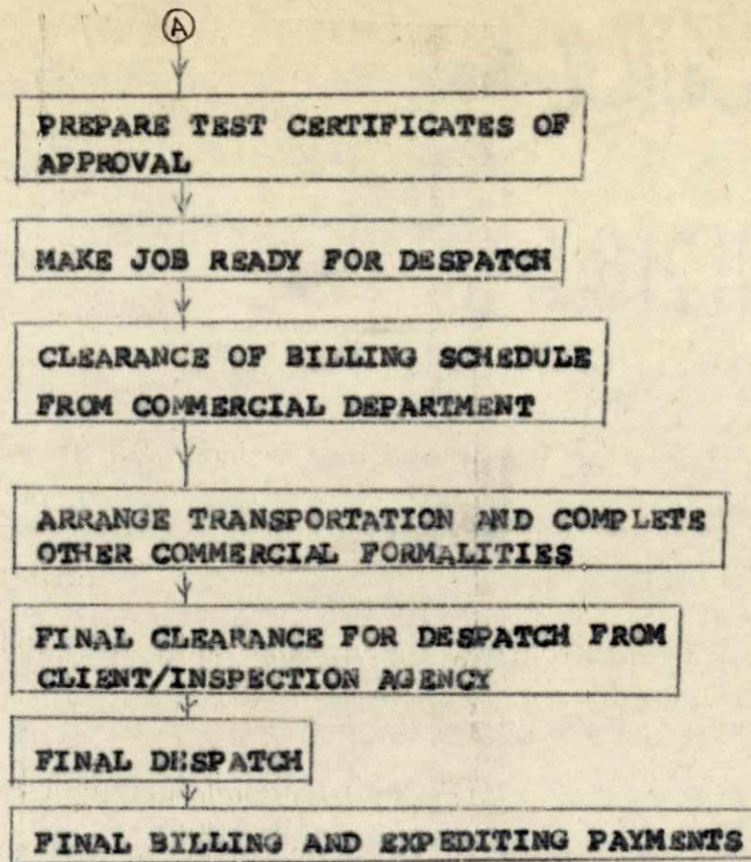 A
PREPARE TEST CERTIFICATES OF
APPROVAL
MAKE JOB READY FOR DESPATCH
CLEARANCE OF BILLING SCHEDULE
FROM COMMERCIAL DEPARTMENT
ARRANGE TRANSPORTATION AND COMPLETE
OTHER COMMERCIAL FORMALITIES
FINAL CLEARANCE FOR DESPATCH FROM
CLIENT/INSPECTION AGENCY
FINAL DESPATCH
FINAL BILLING AND EXPEDITING PAYMENTS